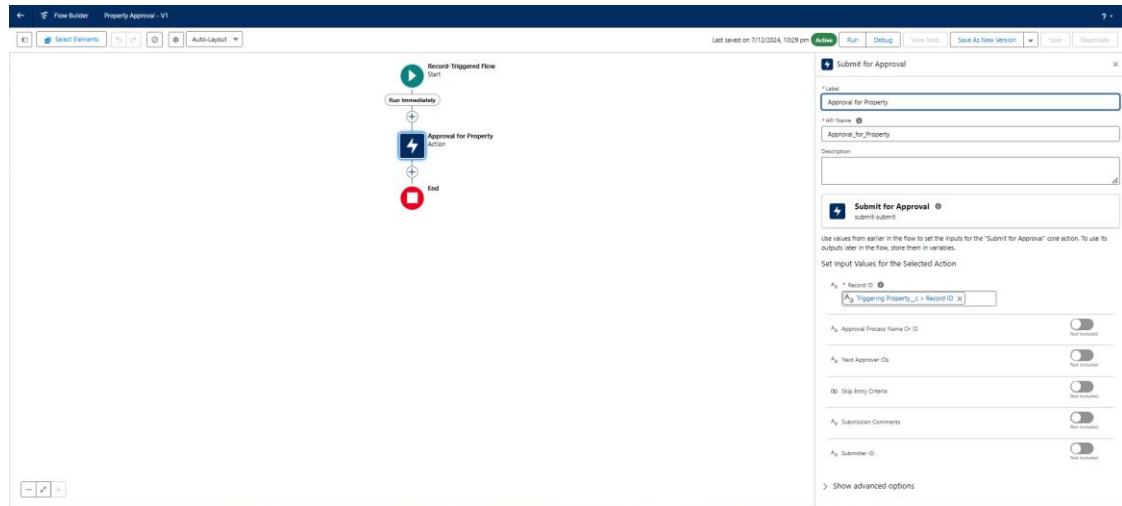 Flow Builder Property Approval - V1 ?
Select Elements Auto-Layout Last saved on 7/12/2024, 10:29 pm Active Run Debug View Tests Save As New Version Save Deactivate
Record-Triggered Flow
Start
Run Immediately
Approval for Property
Action
End
Submit for Approval
* Label
Approval for Property
* API Name
Approval_for_Property
Description
Submit for Approval
submit-submit
Use values from earlier in the flow to set the inputs for the "Submit for Approval" core action. To use its
outputs later in the flow, store them in variables.
Set Input Values for the Selected Action
* Record ID
Triggering Property__c > Record ID
Approval Process Name Or ID
Not Included
Next Approver IDs
Not Included
Skip Entry Criteria
Not Included
Submission Comments
Not Included
Submitter ID
Not Included
Show advanced options